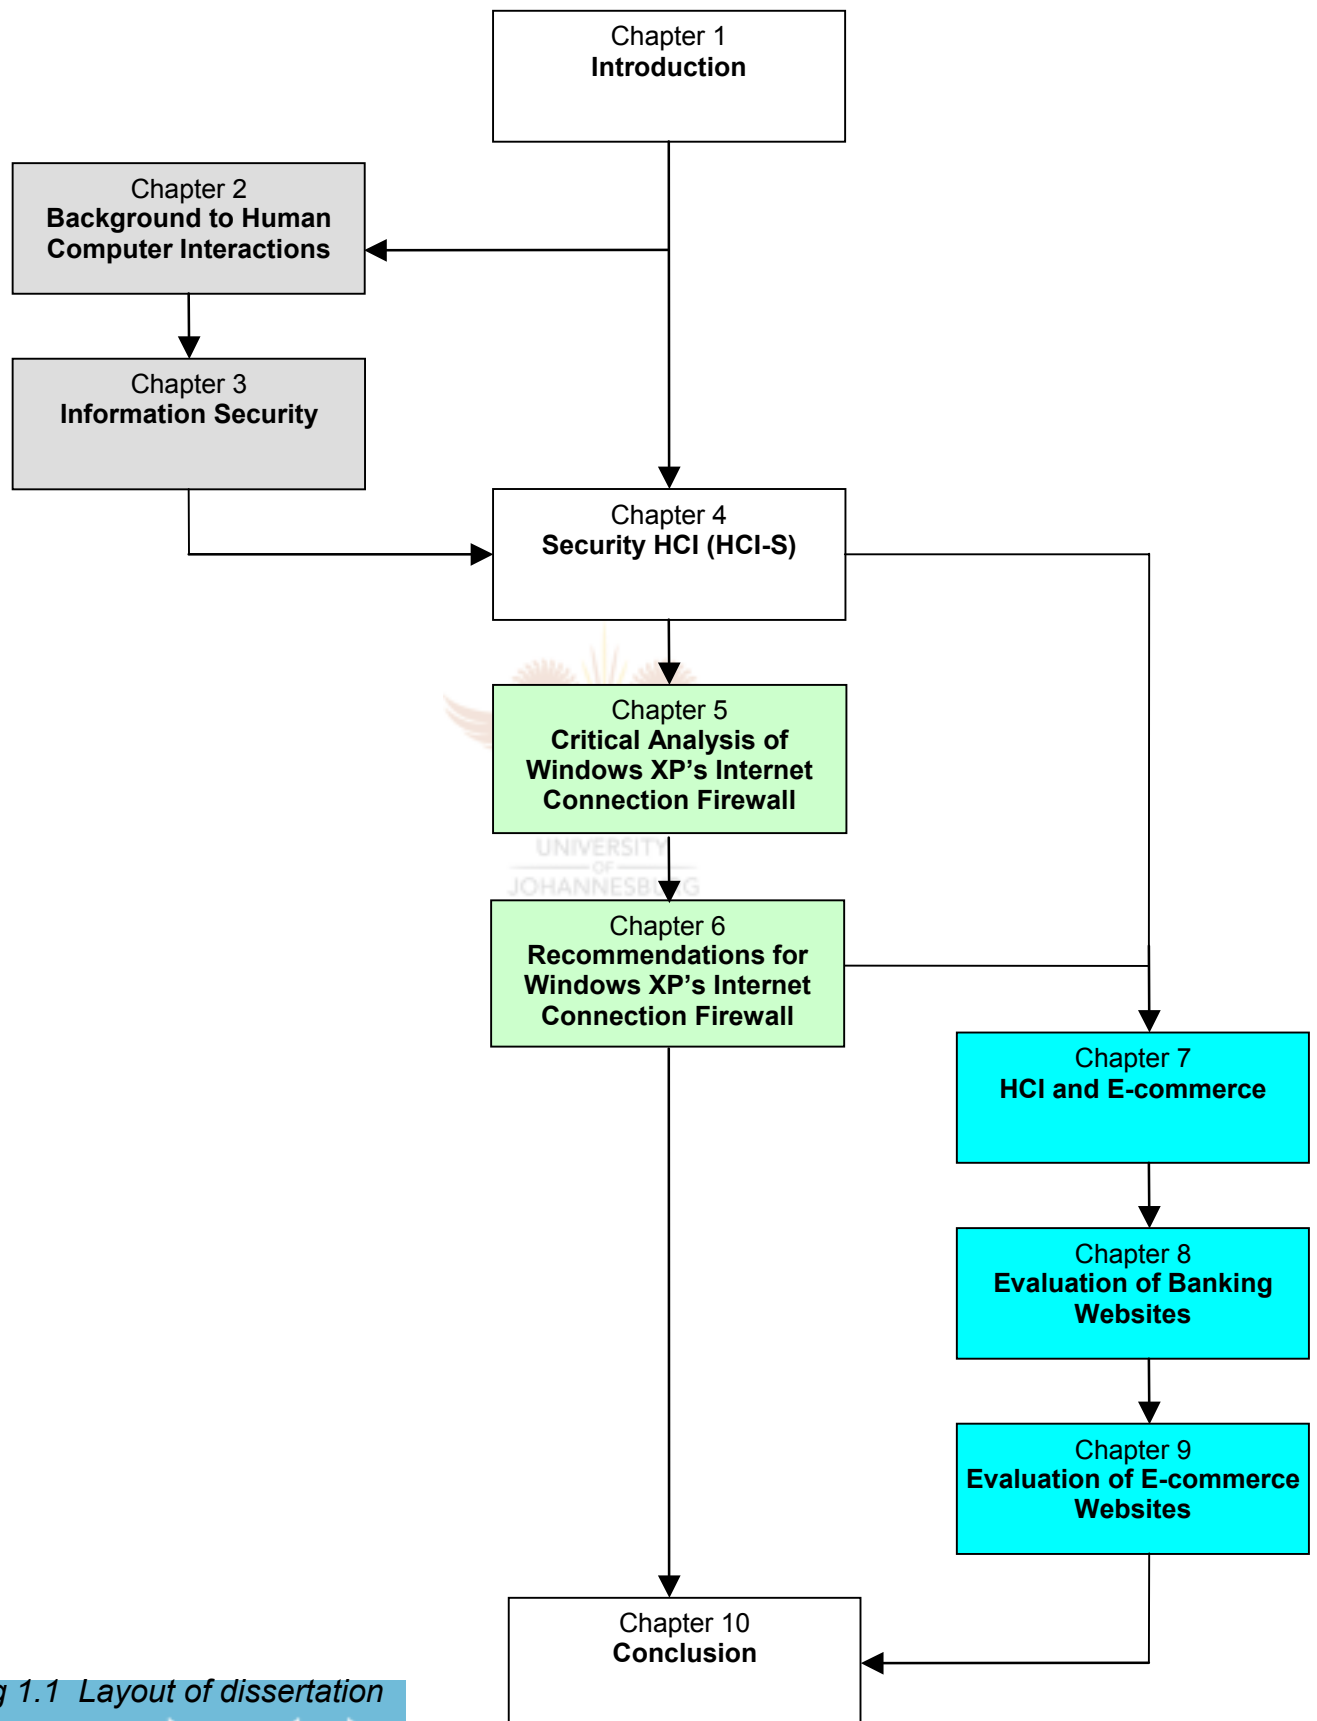 Chapter 1
Introduction
Chapter 2
Background to Human
Computer Interactions
Chapter 3
Information Security
Chapter 4
Security HCI (HCI-S)
Chapter 5
Critical Analysis of
Windows XP's Internet
Connection Firewall
UNIVERSITY
OF
JOHANNESBURG
Chapter 6
Recommendations for
Windows XP's Internet
Connection Firewall
Chapter 7
HCI and E-commerce
Chapter 8
Evaluation of Banking
Websites
Chapter 9
Evaluation of E-commerce
Websites
Chapter 10
Conclusion
g 1.1 Layout of dissertation